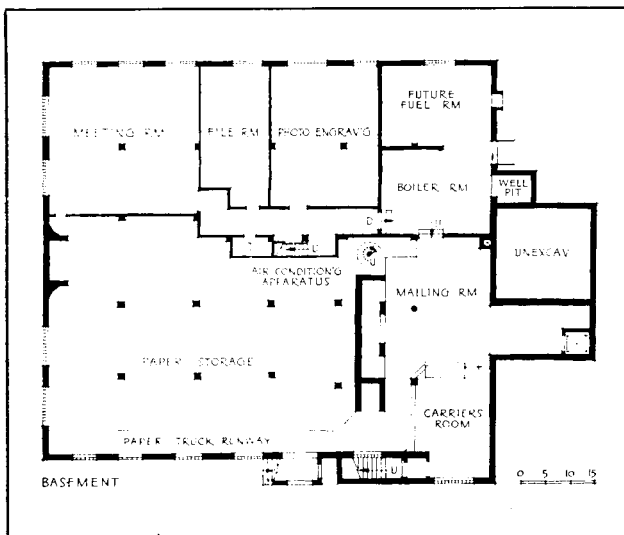 MEETING RM
FILE RM
PHOTO ENGRAV'G
FUTURE
FUEL RM
BOILER RM
WELL
PIT
UNEXCAV
AIR CONDITION'G
APPARATUS
MAILING RM
PAPER STORAGE
CARRIERS
ROOM
PAPER TRUCK RUNWAY
BASEMENT
D
U
U
0 5 10 15